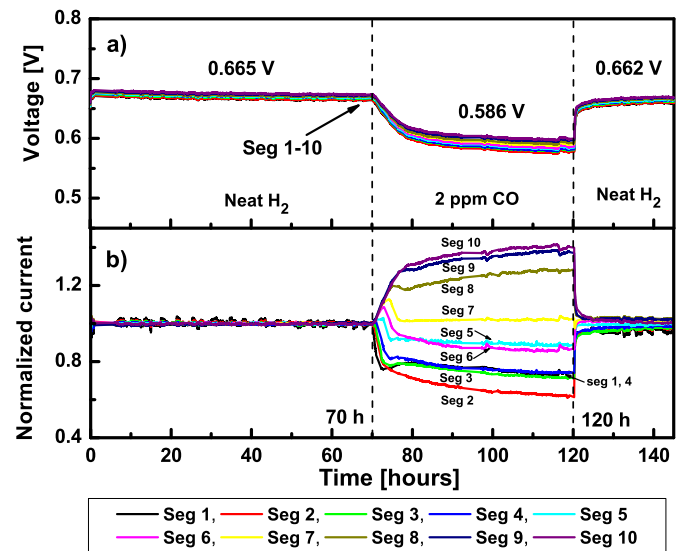 0.8
a)
0.665 V
0.662 V
0.7
0.586 V
0.6
Seg 1-10
0.5
Neat H2
2 ppm CO
Neat H2
Voltage [V]
b)
Seg 10
Seg 9
Seg 8
1.2
Seg 7
Seg 5
Seg 6
0.8
Seg 3
seg 1, 4
Seg 2
70 h
120 h
0.4
Normalized current
0 20 40 60 80 100 120 140
Time [hours]
Seg 1, Seg 2, Seg 3, Seg 4, Seg 5
Seg 6, Seg 7, Seg 8, Seg 9, Seg 10